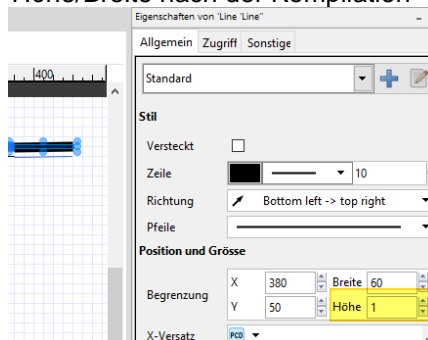 Höhe/Breite nach der Kompilation
Eigenschaften von 'Line 'Line''
Allgemein Zugriff Sonstige
400
Standard
Stil
Versteckt
Zeile 10
Richtung Bottom left -> top right
Pfeile
Position und Grösse
Begrenzung
X 380 Breite 60
Y 50 Höhe 1
X-Versatz PCD